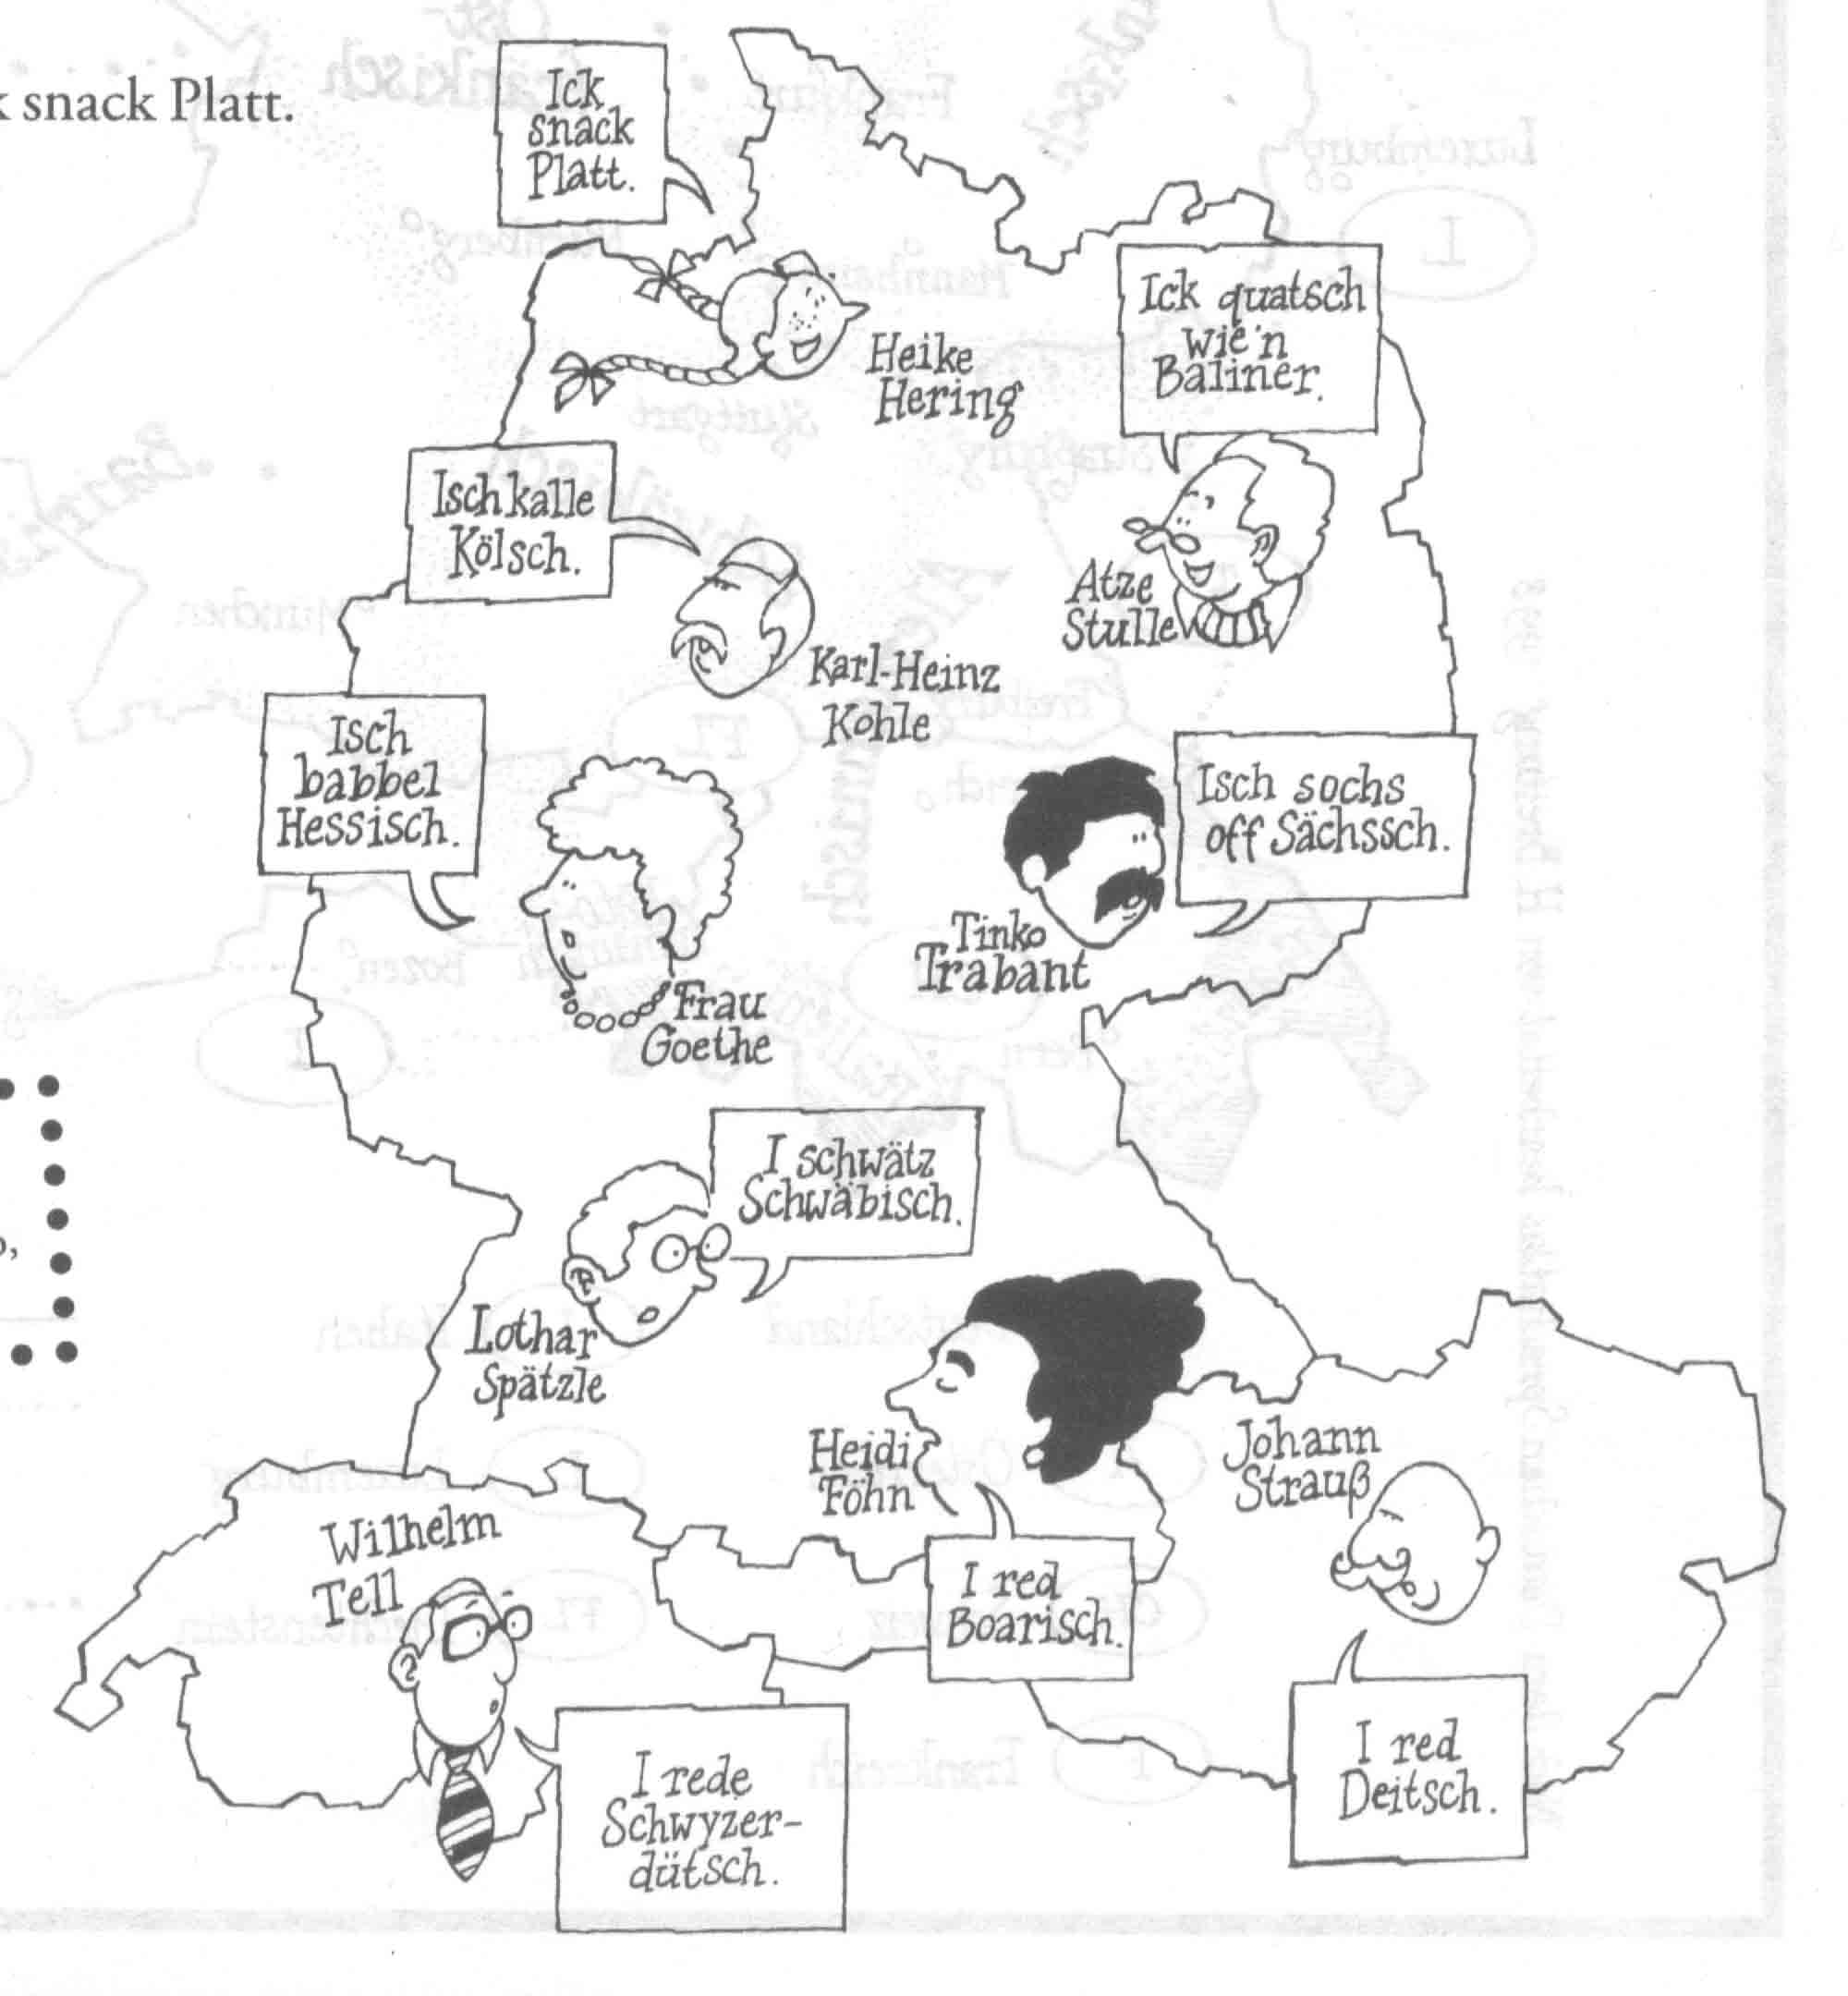 snack Platt.
Ick
snack
Platt.
Heike
Hering
Ick quatsch
wie'n
Baliner.
Atze
Stulle
Isch kalle
Kölsch.
Karl-Heinz
Kohle
Isch
babbel
Hessisch.
Frau
Goethe
Isch sochs
off Sächssch.
Tinko
Trabant
I schwätz
Schwäbisch.
Lothar
Spätzle
Heidi
Föhn
I red
Boarisch.
Johann
Strauß
I red
Deitsch.
Wilhelm
Tell
I rede
Schwyzer-
dütsch.